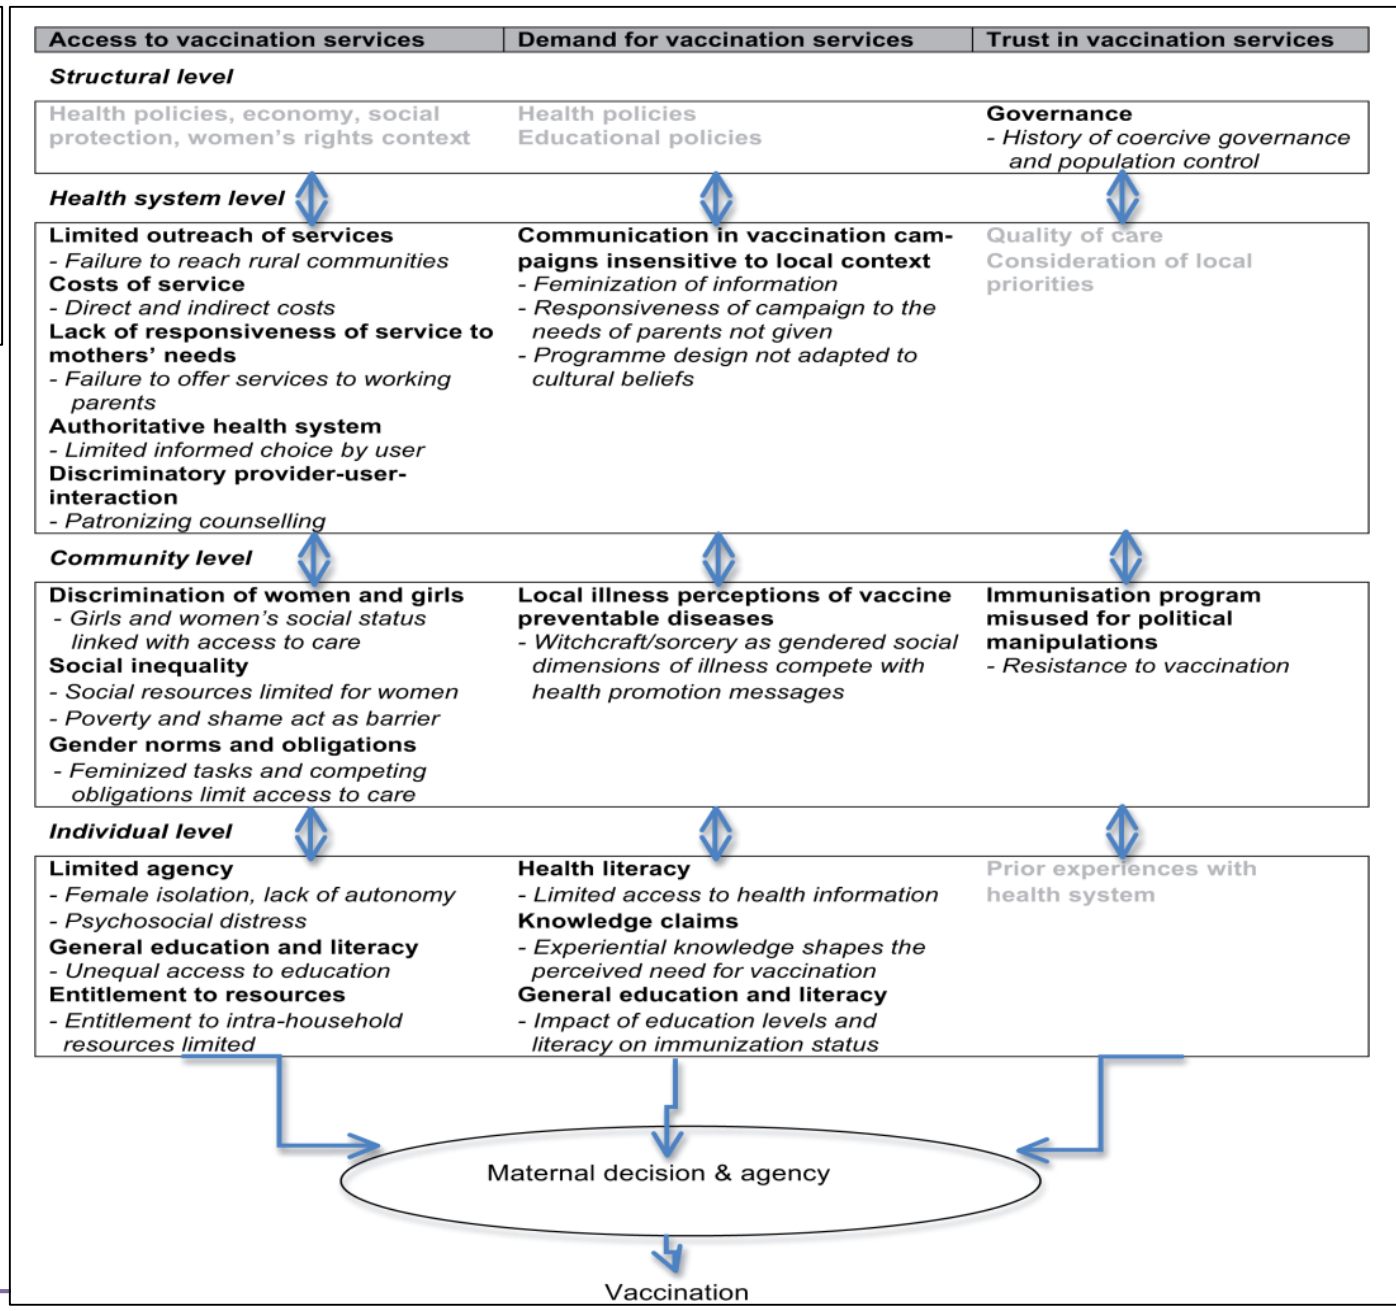 Access to vaccination services
Demand for vaccination services
Trust in vaccination services
Structural level
Health policies, economy, social
protection, women's rights context
Health policies
Educational policies
Governance
- History of coercive governance
and population control
Health system level
Limited outreach of services
- Failure to reach rural communities
Costs of service
- Direct and indirect costs
Lack of responsiveness of service to
mothers' needs
- Failure to offer services to working
parents
Authoritative health system
- Limited informed choice by user
Discriminatory provider-user-
interaction
- Patronizing counselling
Communication in vaccination cam-
paigns insensitive to local context
- Feminization of information
- Responsiveness of campaign to the
needs of parents not given
- Programme design not adapted to
cultural beliefs
Quality of care
Consideration of local
priorities
Community level
Discrimination of women and girls
- Girls and women's social status
linked with access to care
Social inequality
- Social resources limited for women
- Poverty and shame act as barrier
Gender norms and obligations
- Feminized tasks and competing
obligations limit access to care
Local illness perceptions of vaccine
preventable diseases
- Witchcraft/sorcery as gendered social
dimensions of illness compete with
health promotion messages
Immunisation program
misused for political
manipulations
- Resistance to vaccination
Individual level
Limited agency
- Female isolation, lack of autonomy
- Psychosocial distress
General education and literacy
- Unequal access to education
Entitlement to resources
- Entitlement to intra-household
resources limited
Health literacy
- Limited access to health information
Knowledge claims
- Experiential knowledge shapes the
perceived need for vaccination
General education and literacy
- Impact of education levels and
literacy on immunization status
Prior experiences with
health system
Maternal decision & agency
Vaccination